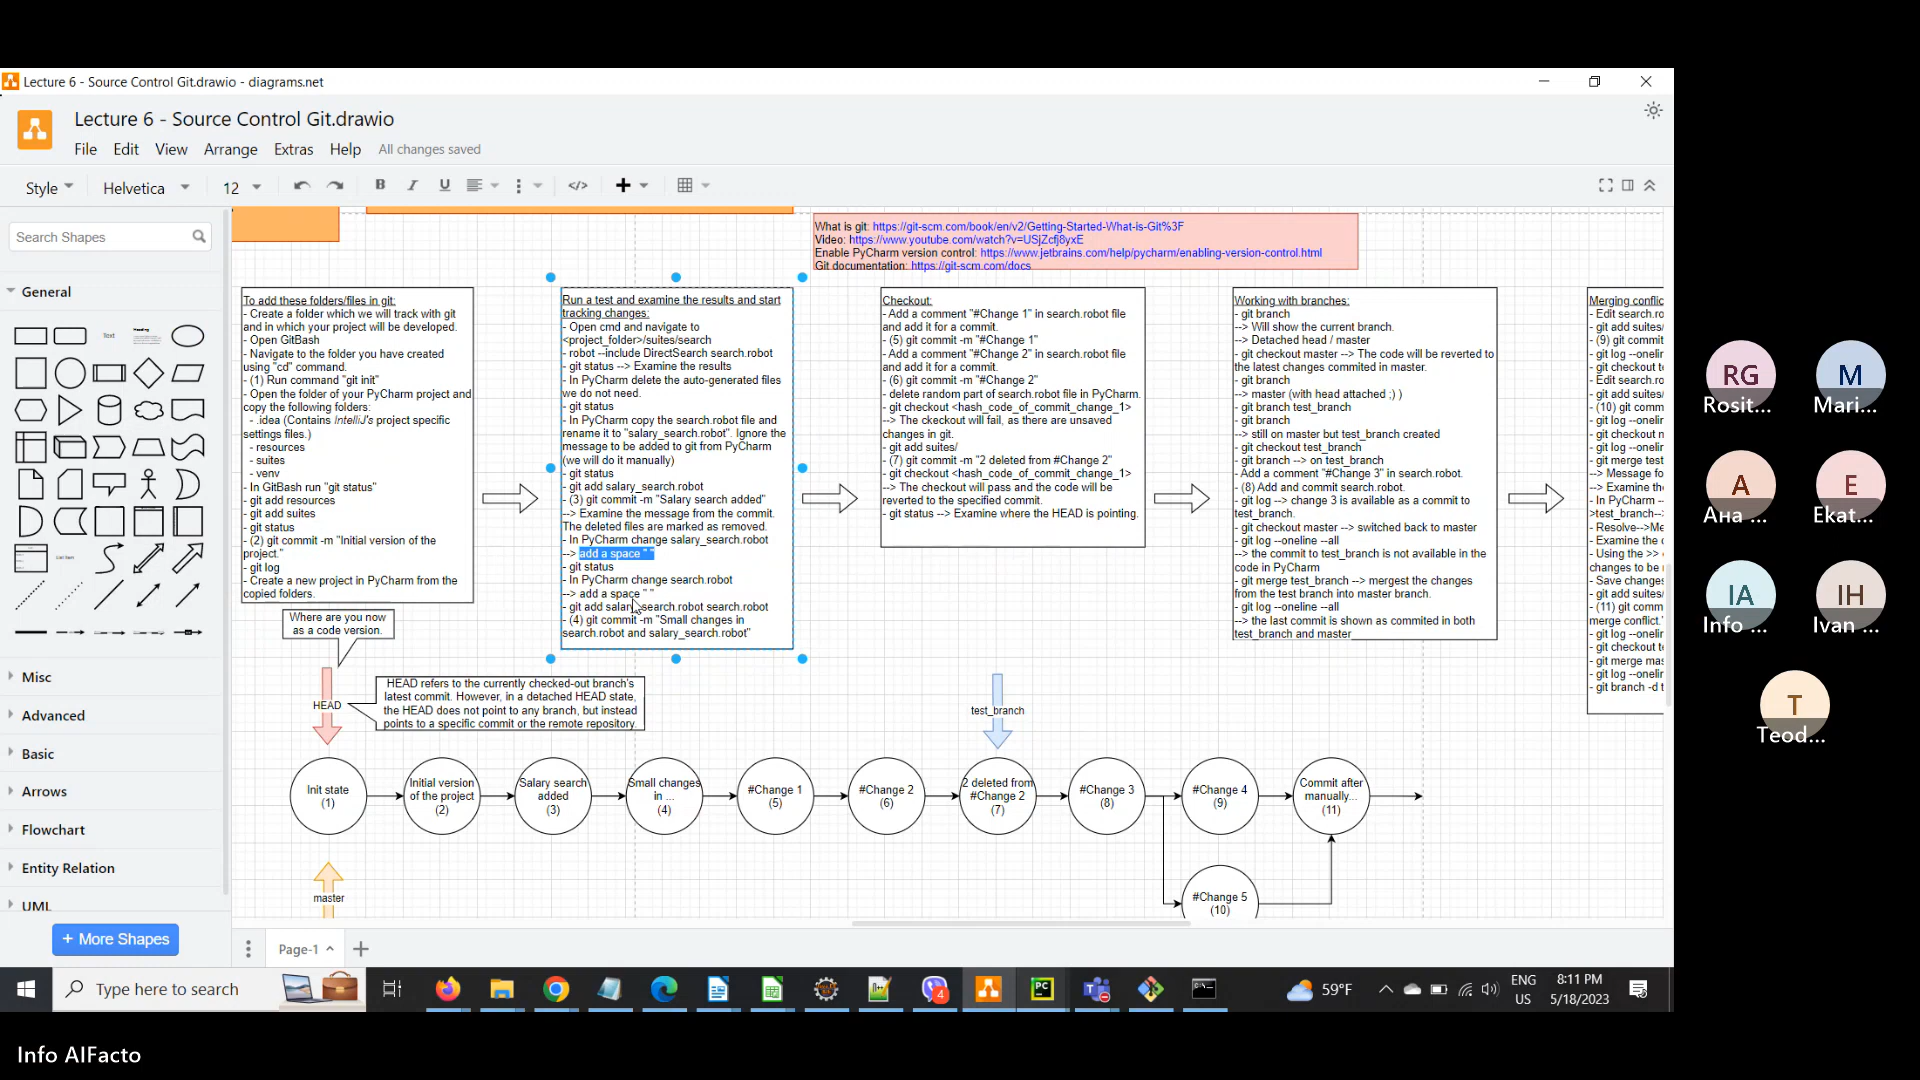 Lecture 6 - Source Control Git.drawio - diagrams.net
Lecture 6 - Source Control Git.drawio
File Edit View Arrange Extras Help All changes saved
Style Helvetica 12
Search Shapes
General
Text
Heading
List Item
Misc
Advanced
Basic
Arrows
Flowchart
Entity Relation
UML
+ More Shapes
What is git: https://git-scm.com/book/en/v2/Getting-Started-What-is-Git%3F
Video: https://www.youtube.com/watch?v=USjZcfj8yxE
Enable PyCharm version control: https://www.jetbrains.com/help/pycharm/enabling-version-control.html
Git documentation: https://git-scm.com/docs
To add these folders/files in git:
- Create a folder which we will track with git
and in which your project will be developed.
- Open GitBash
- Navigate to the folder you have created
using "cd" command.
- (1) Run command "git init"
- Open the folder of your PyCharm project and
copy the following folders:
- .idea (Contains IntelliJ's project specific
settings files.)
- resources
- suites
- venv
- In GitBash run "git status"
- git add resources
- git add suites
- git status
- (2) git commit -m "Initial version of the
project."
- git log
- Create a new project in PyCharm from the
copied folders.
Run a test and examine the results and start
tracking changes:
- Open cmd and navigate to
<project_folder>/suites/search
- robot --include DirectSearch search.robot
- git status --> Examine the results
- In PyCharm delete the auto-generated files
we do not need.
- git status
- In PyCharm copy the search.robot file and
rename it to "salary_search.robot". Ignore the
message to be added to git from PyCharm
(we will do it manually)
- git status
- git add salary_search.robot
- (3) git commit -m "Salary search added"
--> Examine the message from the commit.
The deleted files are marked as removed.
- In PyCharm change salary_search.robot
--> add a space " "
- git status
- In PyCharm change search.robot
--> add a space " "
- git add salary_search.robot search.robot
- (4) git commit -m "Small changes in
search.robot and salary_search.robot"
Checkout:
- Add a comment "#Change 1" in search.robot file
and add it for a commit.
- (5) git commit -m "#Change 1"
- Add a comment "#Change 2" in search.robot file
and add it for a commit.
- (6) git commit -m "#Change 2"
- delete random part of search.robot file in PyCharm.
- git checkout <hash_code_of_commit_change_1>
--> The checkout will fail, as there are unsaved
changes in git.
- git add suites/
- (7) git commit -m "2 deleted from #Change 2"
- git checkout <hash_code_of_commit_change_1>
--> The checkout will pass and the code will be
reverted to the specified commit.
- git status --> Examine where the HEAD is pointing.
Working with branches:
- git branch
--> Will show the current branch.
--> Detached head / master
- git checkout master --> The code will be reverted to
the latest changes commited in master.
- git branch
--> master (with head attached ;) )
- git branch test_branch
- git branch
--> still on master but test_branch created
- git checkout test_branch
- git branch --> on test_branch
- Add a comment "#Change 3" in search.robot.
- (8) Add and commit search.robot.
- git log --> change 3 is available as a commit to
test_branch.
- git checkout master --> switched back to master
- git log --oneline --all
--> the commit to test_branch is not available in the
code in PyCharm
- git merge test_branch --> mergest the changes
from the test branch into master branch.
- git log --oneline --all
--> the last commit is shown as commited in both
test_branch and master
Merging conflic
- Edit search.ro
- git add suites/
- (9) git commit
- git log --onelin
- git checkout te
- Edit search.ro
- git add suites/
- (10) git commi
- git log --onelin
- git checkout n
- git log --onelin
- git merge test
--> Message fo
--> Examine the
- In PyCharm --
>test_branch-->
- Resolve-->Me
- Examine the c
- Using the >> c
changes to be r
- Save changes
- git add suites/
- (11) git comm
merge conflict."
- git log --onelin
- git checkout te
- git merge mas
- git log --onelin
- git branch -d t
Where are you now
as a code version.
HEAD
HEAD refers to the currently checked-out branch's
latest commit. However, in a detached HEAD state,
the HEAD does not point to any branch, but instead
points to a specific commit or the remote repository.
test_branch
Init state
(1)
Initial version
of the project
(2)
Salary search
added
(3)
Small changes
in ...
(4)
#Change 1
(5)
#Change 2
(6)
2 deleted from
#Change 2
(7)
#Change 3
(8)
#Change 4
(9)
Commit after
manually...
(11)
#Change 5
(10)
master
Page-1
Type here to search
4
PC
59°F
ENG
US
8:11 PM
5/18/2023
RG
Rosit...
M
Mari...
А
Ана ...
E
Ekat...
IA
Info ...
IH
Ivan ...
T
Teod...
Info AIFacto